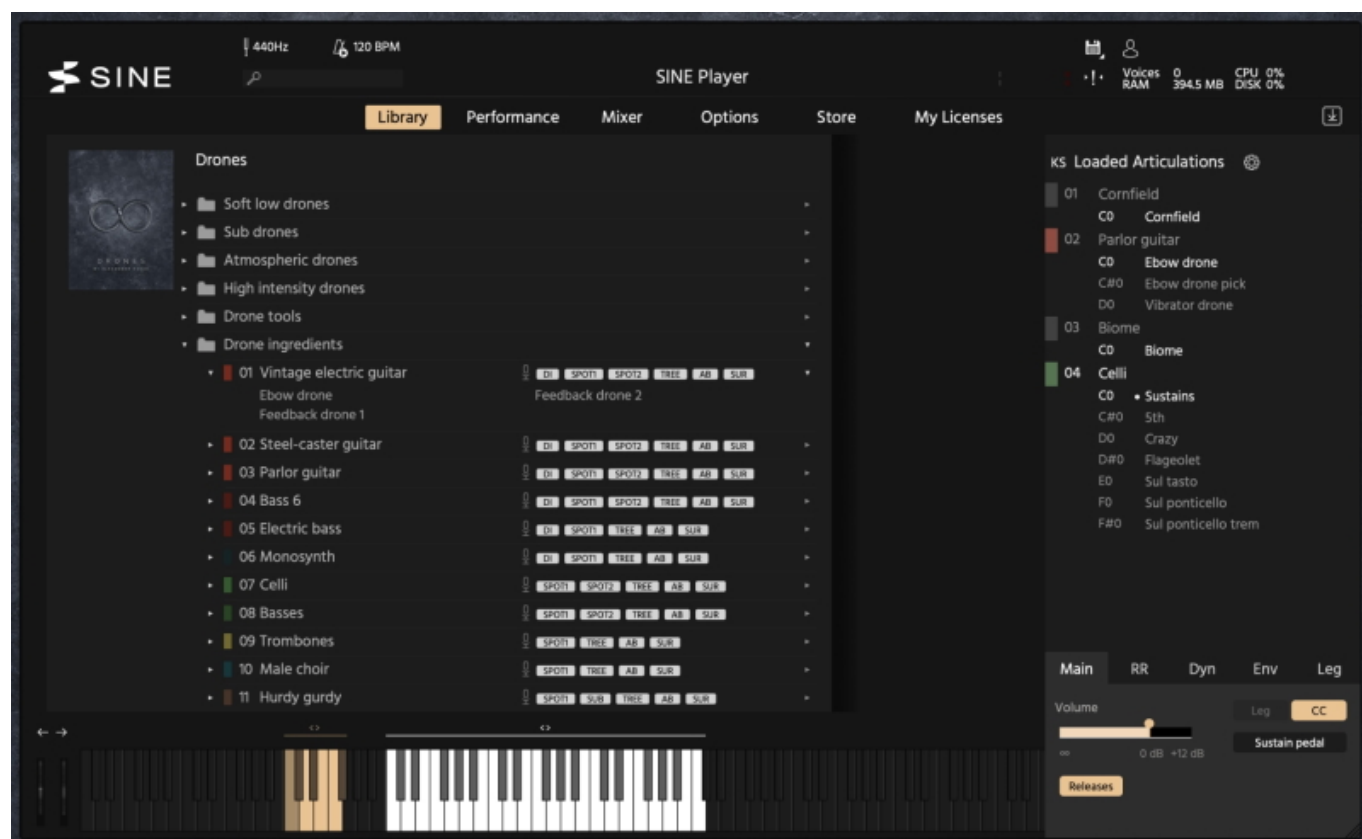 440Hz 120 BPM
SINE
SINE Player
Voices 0 CPU 0%
RAM 394.5 MB DISK 0%
Library Performance Mixer Options Store My Licenses
Drones
DRONES
Soft low drones
Sub drones
Atmospheric drones
High intensity drones
Drone tools
Drone ingredients
01 Vintage electric guitar DI SPOT1 SPOT2 TREE AB SUR
Ebow drone Feedback drone 2
Feedback drone 1
02 Steel-caster guitar DI SPOT1 SPOT2 TREE AB SUR
03 Parlor guitar DI SPOT1 SPOT2 TREE AB SUR
04 Bass 6 DI SPOT1 SPOT2 TREE AB SUR
05 Electric bass DI SPOT1 TREE AB SUR
06 Monosynth DI SPOT1 TREE AB SUR
07 Celli SPOT1 SPOT2 TREE AB SUR
08 Basses SPOT1 SPOT2 TREE AB SUR
09 Trombones SPOT1 TREE AB SUR
10 Male choir SPOT1 TREE AB SUR
11 Hurdy gurdy SPOT1 SUB TREE AB SUR
KS Loaded Articulations
01 Cornfield
C0 Cornfield
02 Parlor guitar
C0 Ebow drone
C#0 Ebow drone pick
D0 Vibrator drone
03 Biome
C0 Biome
04 Celli
C0 • Sustains
C#0 5th
D0 Crazy
D#0 Flageolet
E0 Sul tasto
F0 Sul ponticello
F#0 Sul ponticello trem
Main RR Dyn Env Leg
Volume
Leg CC
∞ 0 dB +12 dB
Sustain pedal
Releases